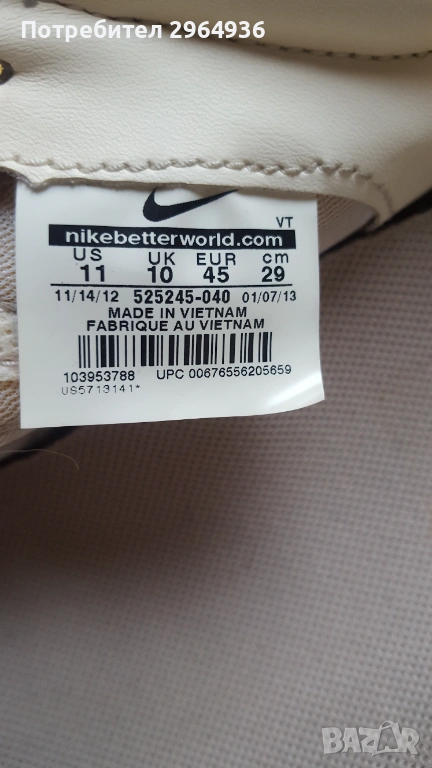 Потребител 2964936
VT
nikebetterworld.com
US UK EUR cm
11 10 45 29
11/14/12 525245-040 01/07/13
MADE IN VIETNAM
FABRIQUE AU VIETNAM
103953788 UPC 00676556205659
US5713141*
BAZAR